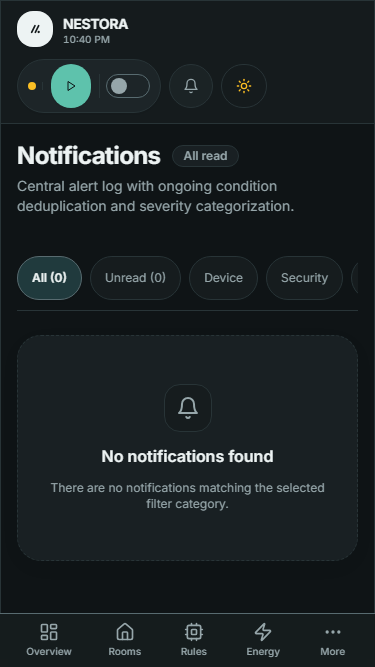 NESTORA
10:40 PM
Notifications
All read
Central alert log with ongoing condition
deduplication and severity categorization.
All (0)
Unread (0)
Device
Security
No notifications found
There are no notifications matching the selected
filter category.
Overview
Rooms
Rules
Energy
More